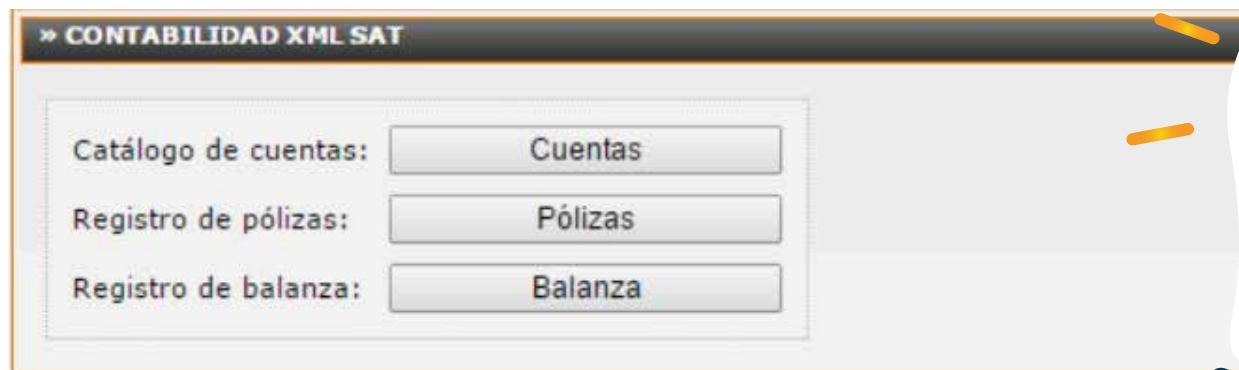 » CONTABILIDAD XML SAT
Catálogo de cuentas: Cuentas
Registro de pólizas: Pólizas
Registro de balanza: Balanza